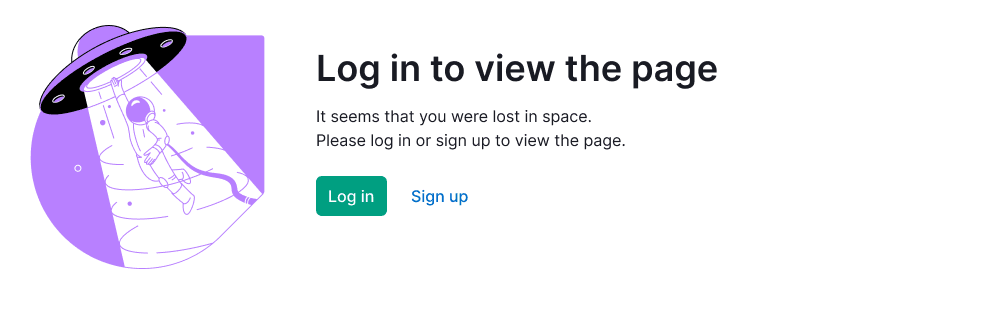 Log in to view the page
It seems that you were lost in space.
Please log in or sign up to view the page.
Log in
Sign up